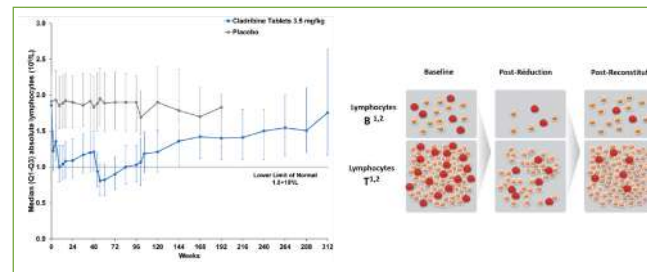 Cladribine Tablets 3.5 mg/kg
Placebo
Median (Q1-Q3) absolute lymphocytes (10⁹/L)
3.0
2.5
2.0
1.5
1.0
0.5
0.0
Lower Limit of Normal
1.0×10⁹/L
0 24 48 72 96 120 144 168 192 216 240 264 288 312
Weeks
Baseline
Post-Réduction
Post-Reconstitut
Lymphocytes
B 1,2
Lymphocytes
T1,2